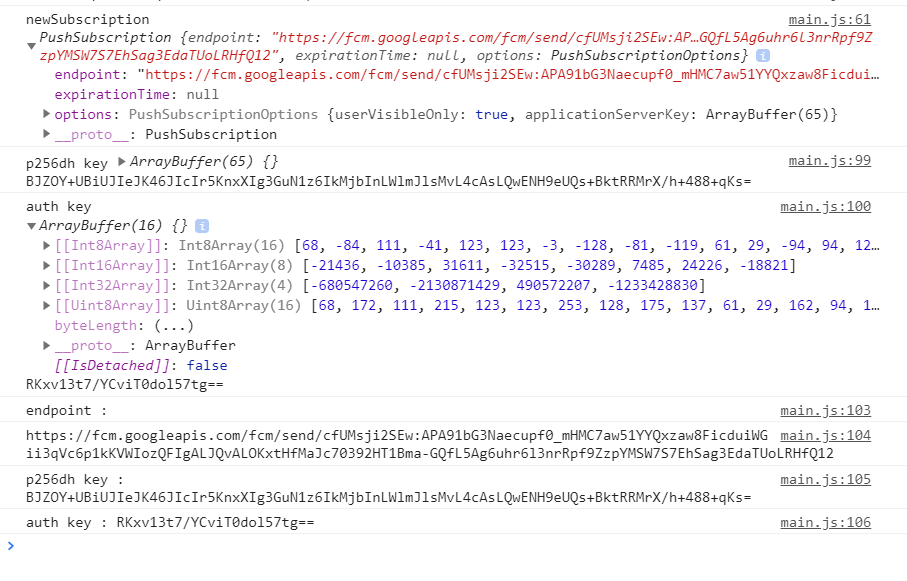 newSubscription main.js:61
PushSubscription {endpoint: "https://fcm.googleapis.com/fcm/send/cfUMsji2SEw:AP…GQfL5Ag6uhr6l3nrRpf9Z
zpYMSW7S7EhSag3EdaTUoLRHfQ12", expirationTime: null, options: PushSubscriptionOptions} i
endpoint: "https://fcm.googleapis.com/fcm/send/cfUMsji2SEw:APA91bG3Naecupf0_mHMC7aw51YYQxzaw8Ficdui…
expirationTime: null
options: PushSubscriptionOptions {userVisibleOnly: true, applicationServerKey: ArrayBuffer(65)}
__proto__: PushSubscription
p256dh key ArrayBuffer(65) {} main.js:99
BJZOY+UBiUJIeJK46JIcIr5KnxXIg3GuN1z6IkMjbInLWlmJlsMvL4cAsLQwENH9eUQs+BktRRMrX/h+488+qKs=
auth key main.js:100
ArrayBuffer(16) {} i
[[Int8Array]]: Int8Array(16) [68, -84, 111, -41, 123, 123, -3, -128, -81, -119, 61, 29, -94, 94, 12…
[[Int16Array]]: Int16Array(8) [-21436, -10385, 31611, -32515, -30289, 7485, 24226, -18821]
[[Int32Array]]: Int32Array(4) [-680547260, -2130871429, 490572207, -1233428830]
[[Uint8Array]]: Uint8Array(16) [68, 172, 111, 215, 123, 123, 253, 128, 175, 137, 61, 29, 162, 94, 1…
byteLength: (...)
__proto__: ArrayBuffer
[[IsDetached]]: false
RKxv13t7/YCviT0dol57tg==
endpoint : main.js:103
https://fcm.googleapis.com/fcm/send/cfUMsji2SEw:APA91bG3Naecupf0_mHMC7aw51YYQxzaw8FicduiWG main.js:104
ii3qVc6p1kKVWIozQFIgALJQvALOKxtHfMaJc70392HT1Bma-GQfL5Ag6uhr6l3nrRpf9ZzpYMSW7S7EhSag3EdaTUoLRHfQ12
p256dh key : main.js:105
BJZOY+UBiUJIeJK46JIcIr5KnxXIg3GuN1z6IkMjbInLWlmJlsMvL4cAsLQwENH9eUQs+BktRRMrX/h+488+qKs=
auth key : RKxv13t7/YCviT0dol57tg== main.js:106